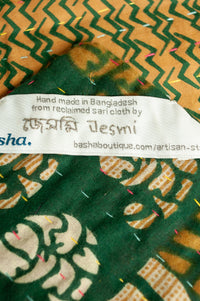 Hand made in Bangladesh
from reclaimed sari cloth by
জেসমি Jesmi
sha.
bashaboutique.com/artisan-st